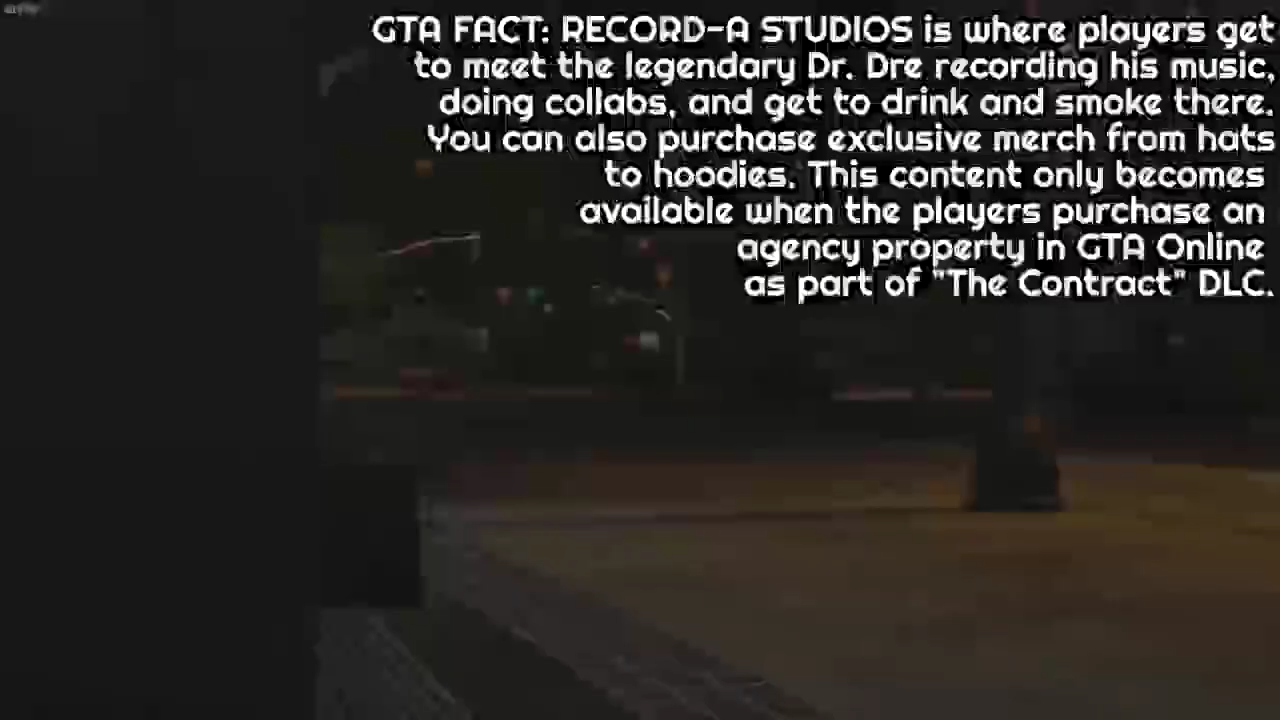 GTA FACT: RECORD-A STUDIOS is where players get
to meet the legendary Dr. Dre recording his music,
doing collabs, and get to drink and smoke there.
You can also purchase exclusive merch from hats
to hoodies. This content only becomes
available when the players purchase an
agency property in GTA Online
as part of "The Contract" DLC.